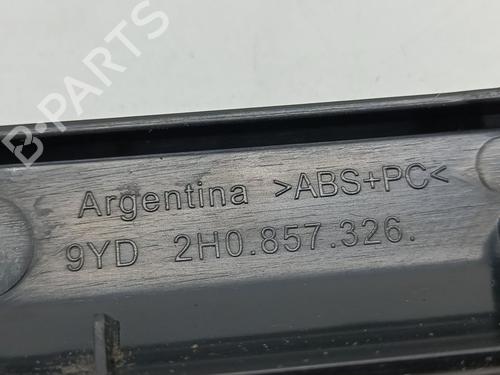 B-PARTS
Argentina >ABS+PC<
9YD 2H0.857.326.